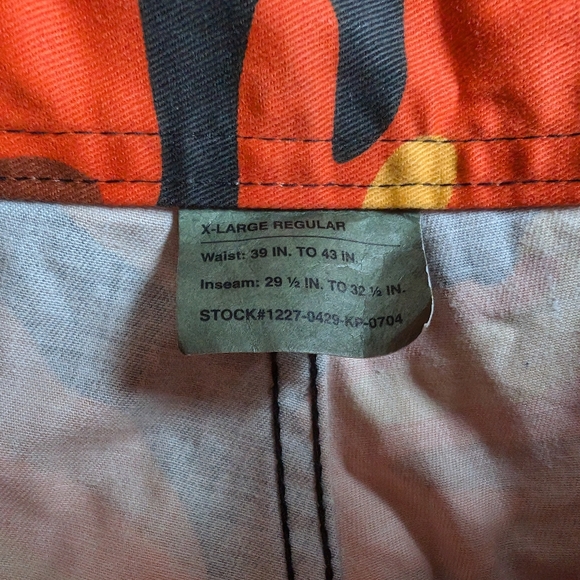 X-LARGE REGULAR
Waist: 39 IN. TO 43 IN
Inseam: 29 ½ IN. TO 32 ½ IN.
STOCK#1227-0429-KP-0704